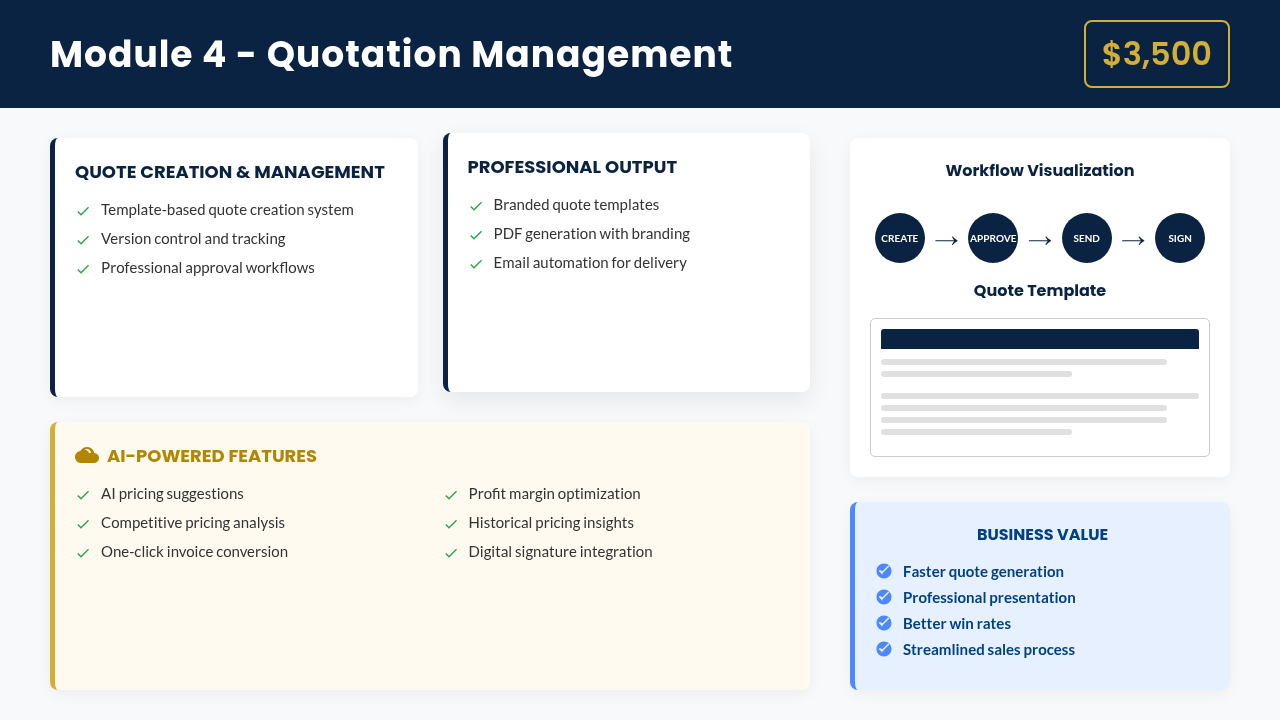 Module 4 - Quotation Management
$3,500
QUOTE CREATION & MANAGEMENT
Template-based quote creation system
Version control and tracking
Professional approval workflows
PROFESSIONAL OUTPUT
Branded quote templates
PDF generation with branding
Email automation for delivery
AI-POWERED FEATURES
AI pricing suggestions
Competitive pricing analysis
One-click invoice conversion
Profit margin optimization
Historical pricing insights
Digital signature integration
Workflow Visualization
CREATE → APPROVE → SEND → SIGN
Quote Template
BUSINESS VALUE
Faster quote generation
Professional presentation
Better win rates
Streamlined sales process